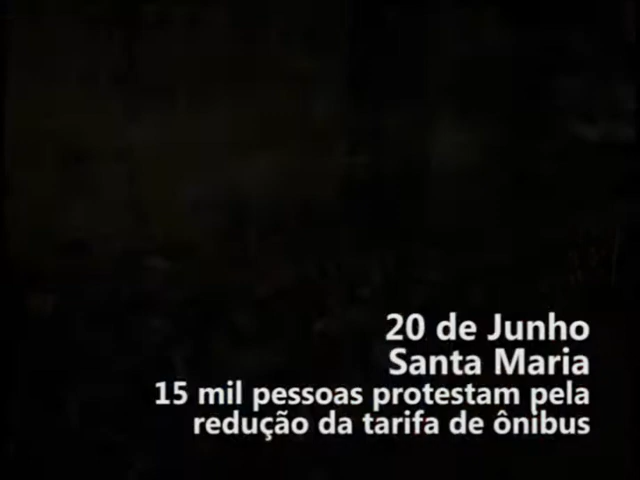 20 de Junho
Santa Maria
15 mil pessoas protestam pela
redução da tarifa de ônibus